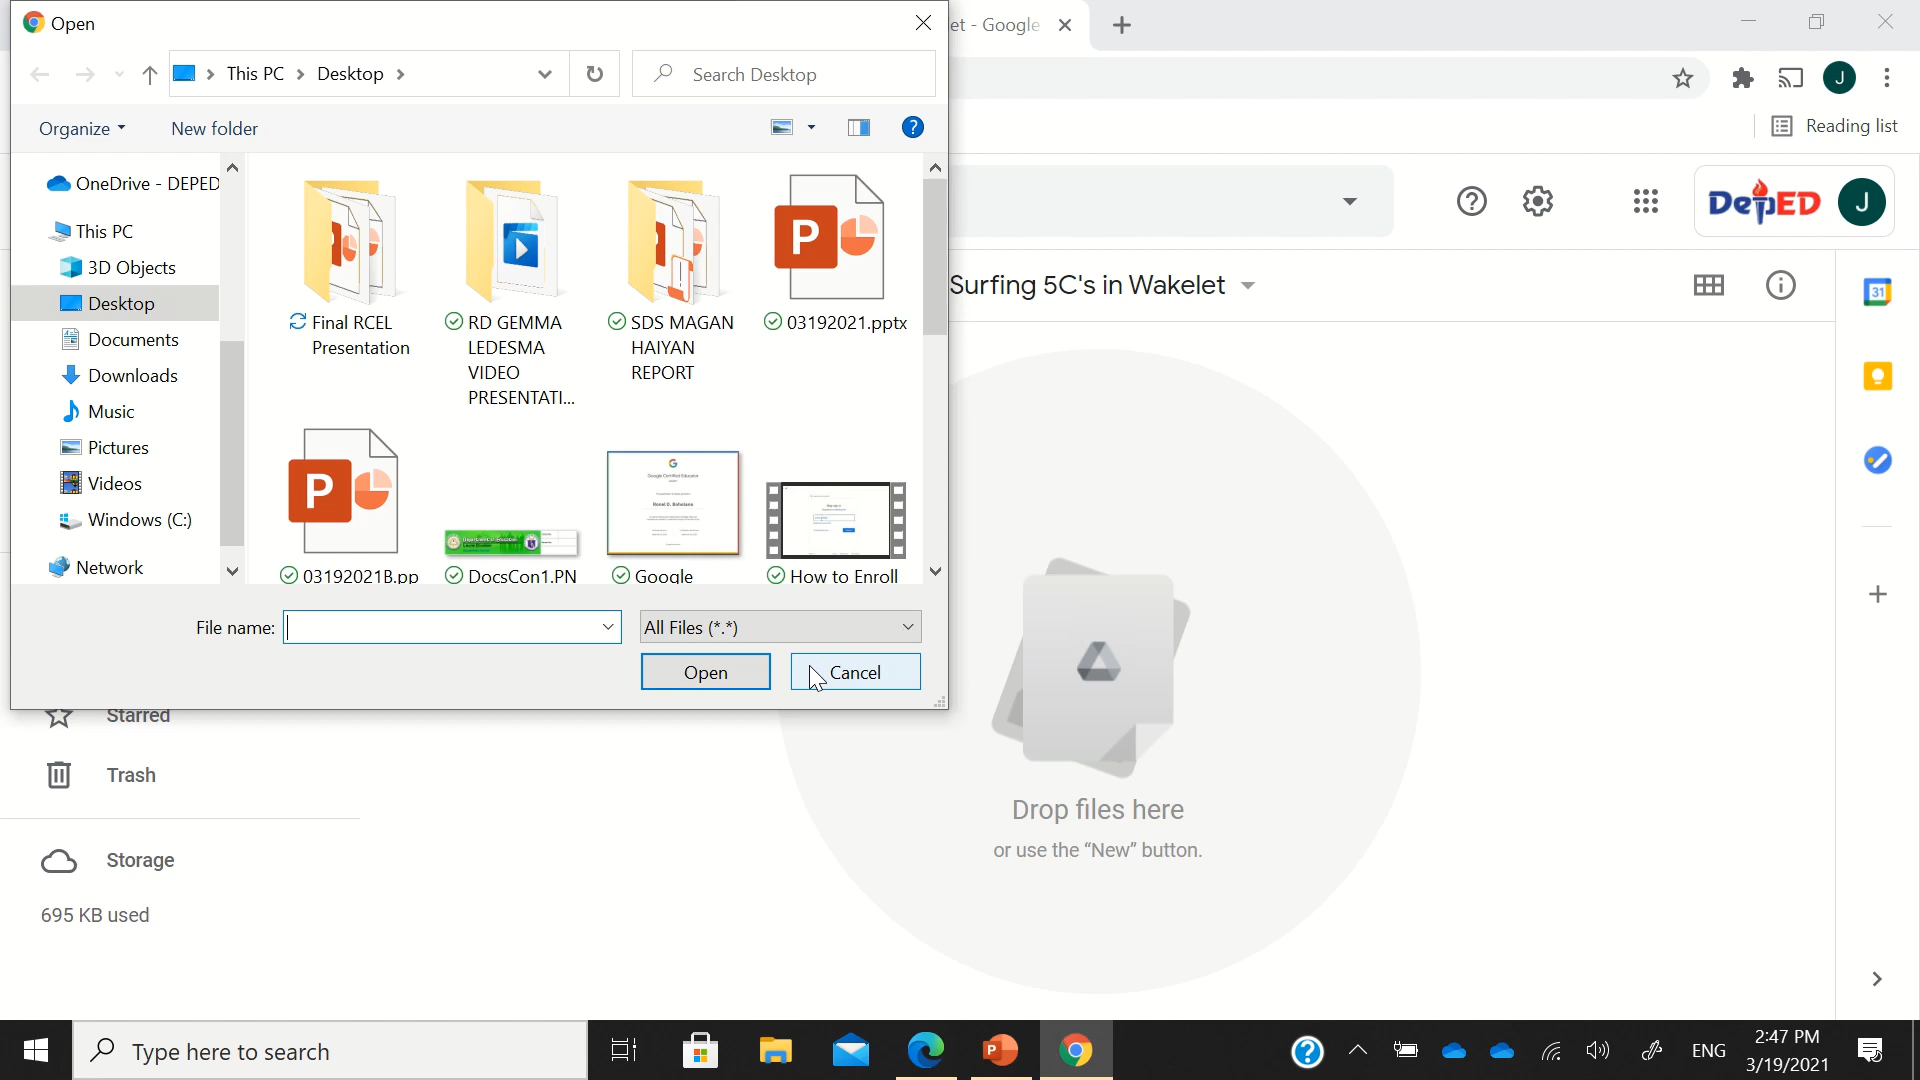 Open
et - Google
This PC
Desktop
Search Desktop
J
Organize
New folder
?
Reading list
OneDrive - DEPED
This PC
3D Objects
Desktop
Documents
Downloads
Music
Pictures
Videos
Windows (C:)
Network
Final RCEL
Presentation
RD GEMMA
LEDESMA
VIDEO
PRESENTATI...
SDS MAGAN
HAIYAN
REPORT
P
03192021.pptx
P
03192021B.pp
DocsCon1.PN
Google
How to Enroll
File name:
All Files (*.*)
Open
Cancel
DepED
J
Surfing 5C's in Wakelet
31
Starred
Trash
Storage
695 KB used
Drop files here
or use the “New” button.
Type here to search
P
?
ENG
2:47 PM
3/19/2021